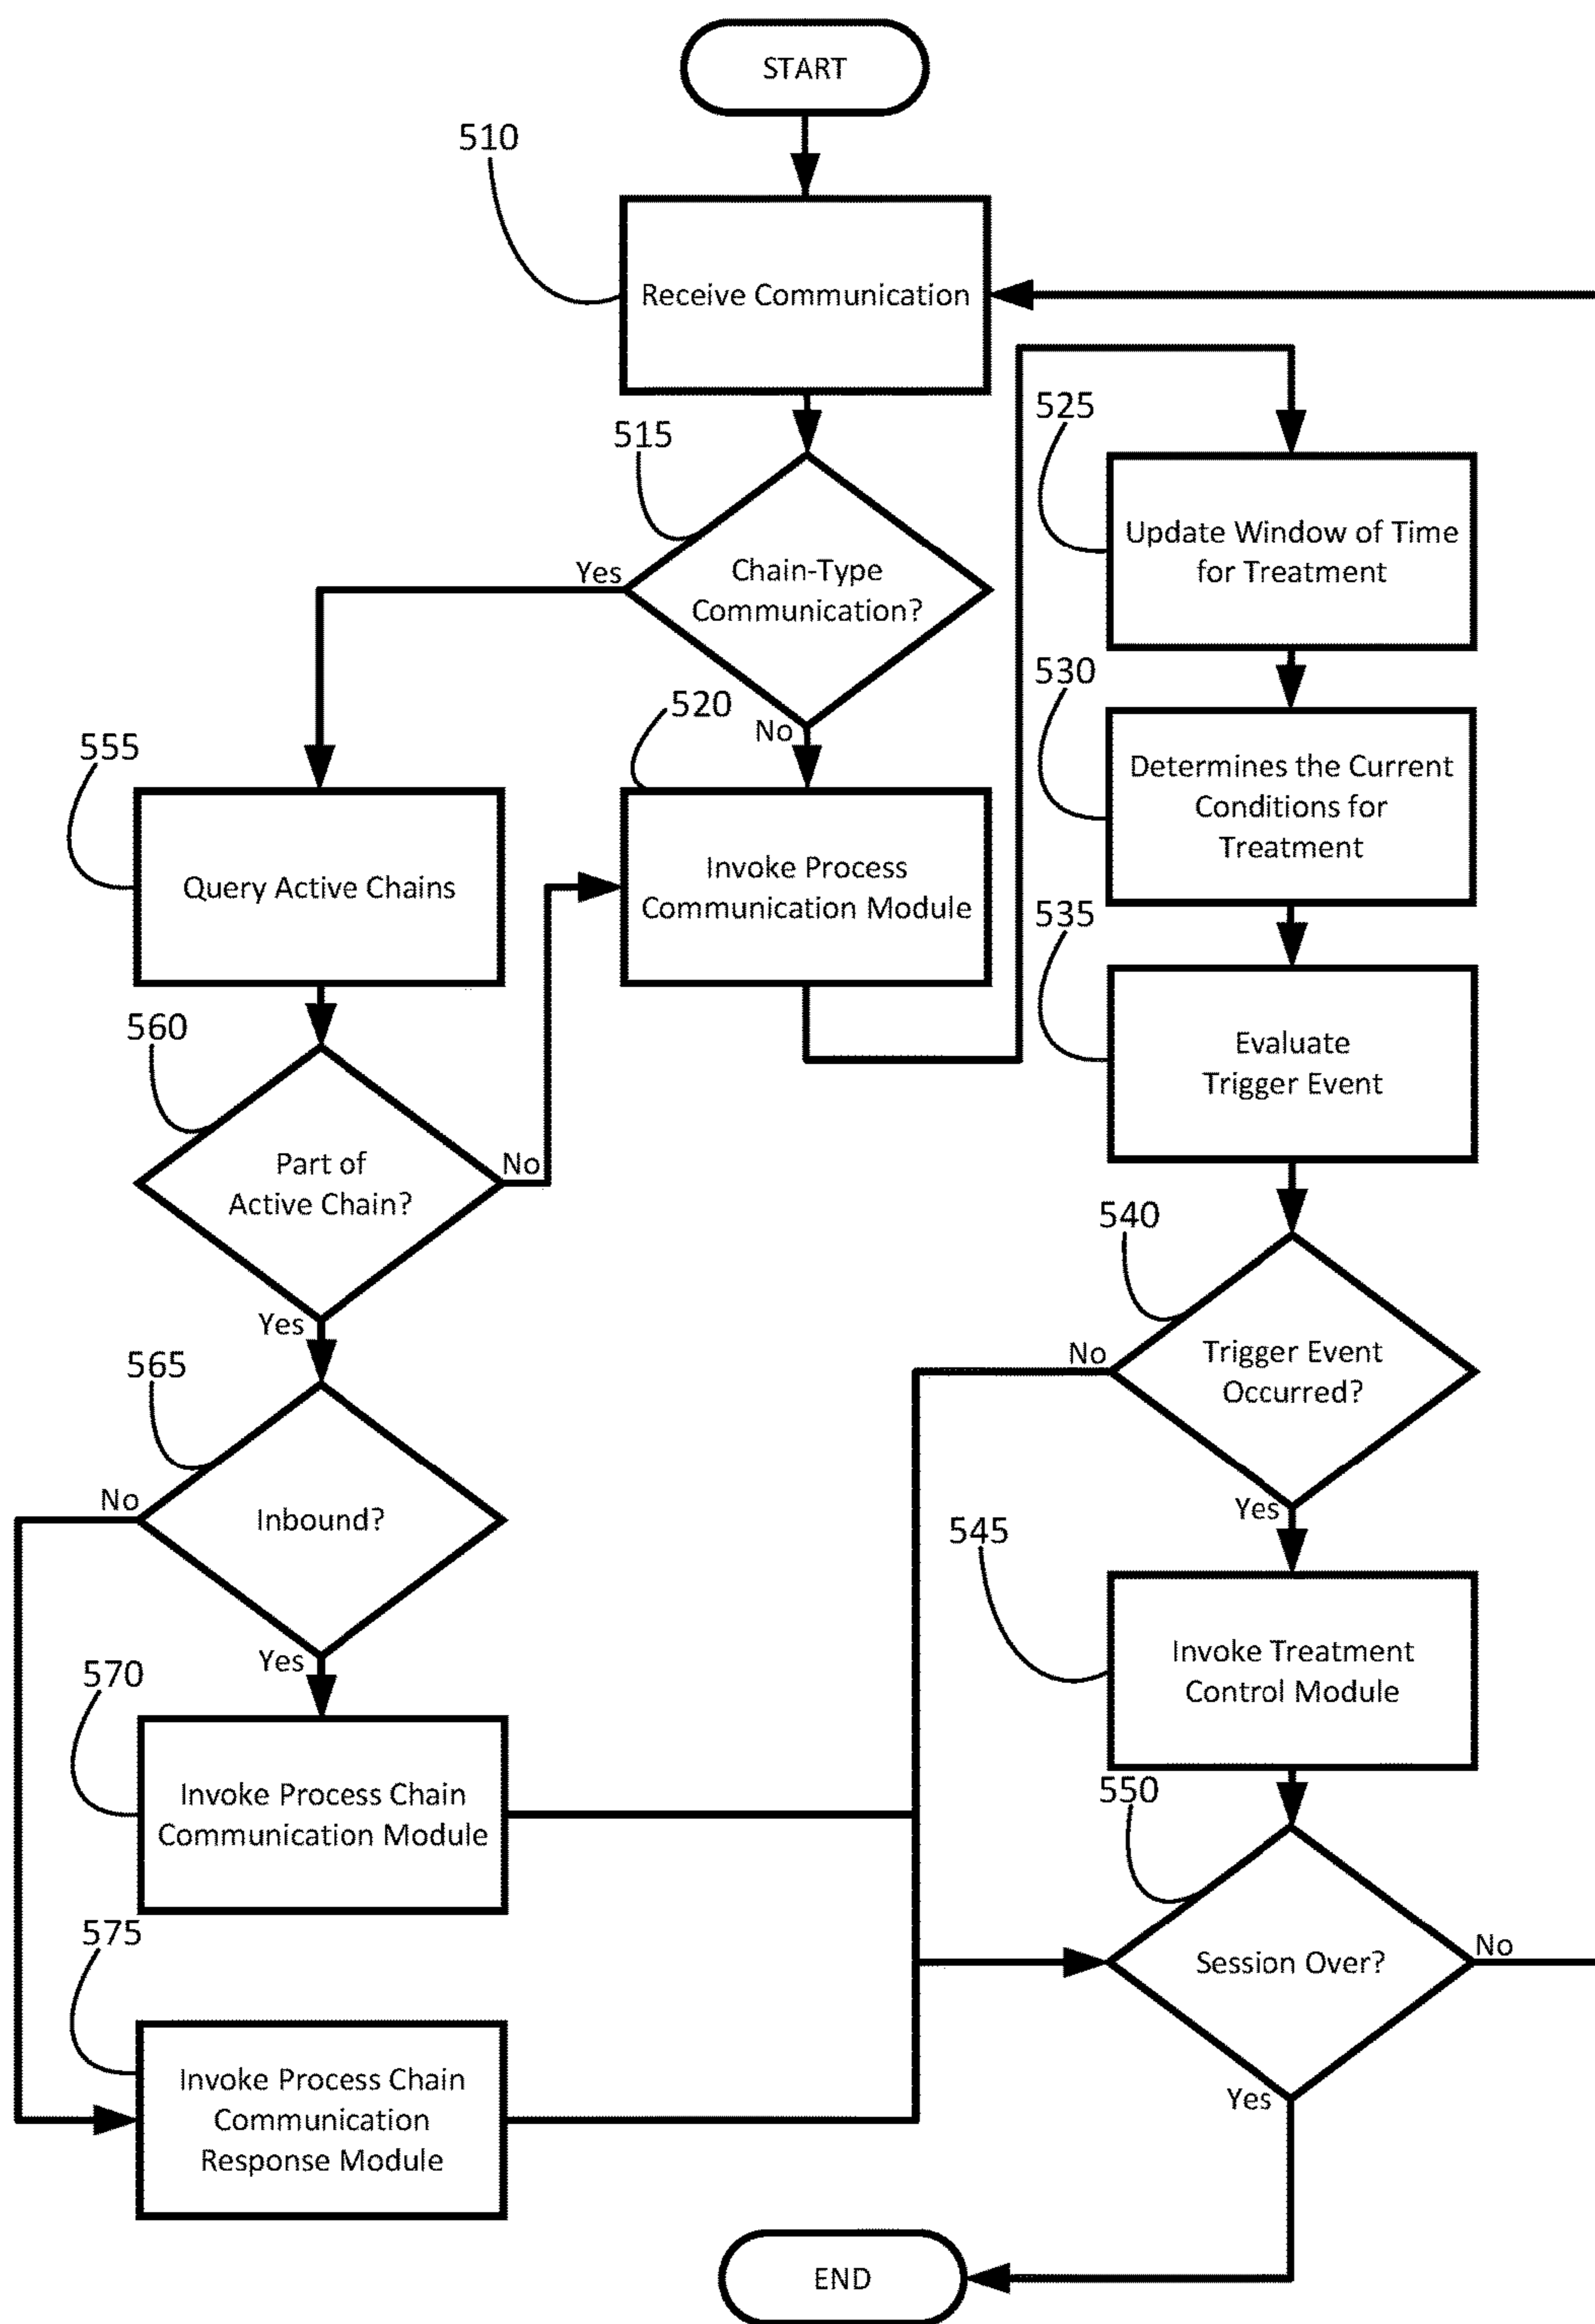 START
510
Receive Communication
515
Chain-Type
Communication?
Yes
No
520
Invoke Process
Communication Module
525
Update Window of Time
for Treatment
530
Determines the Current
Conditions for
Treatment
535
Evaluate
Trigger Event
540
Trigger Event
Occurred?
No
Yes
545
Invoke Treatment
Control Module
550
Session Over?
No
Yes
555
Query Active Chains
560
Part of
Active Chain?
No
Yes
565
Inbound?
No
Yes
570
Invoke Process Chain
Communication Module
575
Invoke Process Chain
Communication
Response Module
END